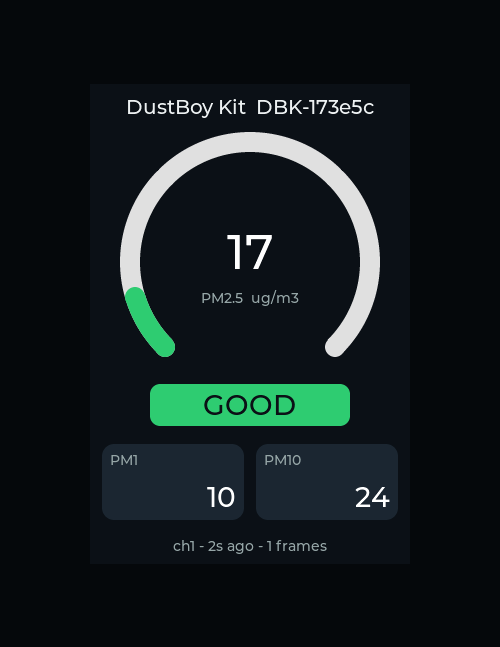 DustBoy Kit  DBK-173e5c
17
PM2.5  ug/m3
GOOD
PM1
10
PM10
24
ch1 - 2s ago - 1 frames